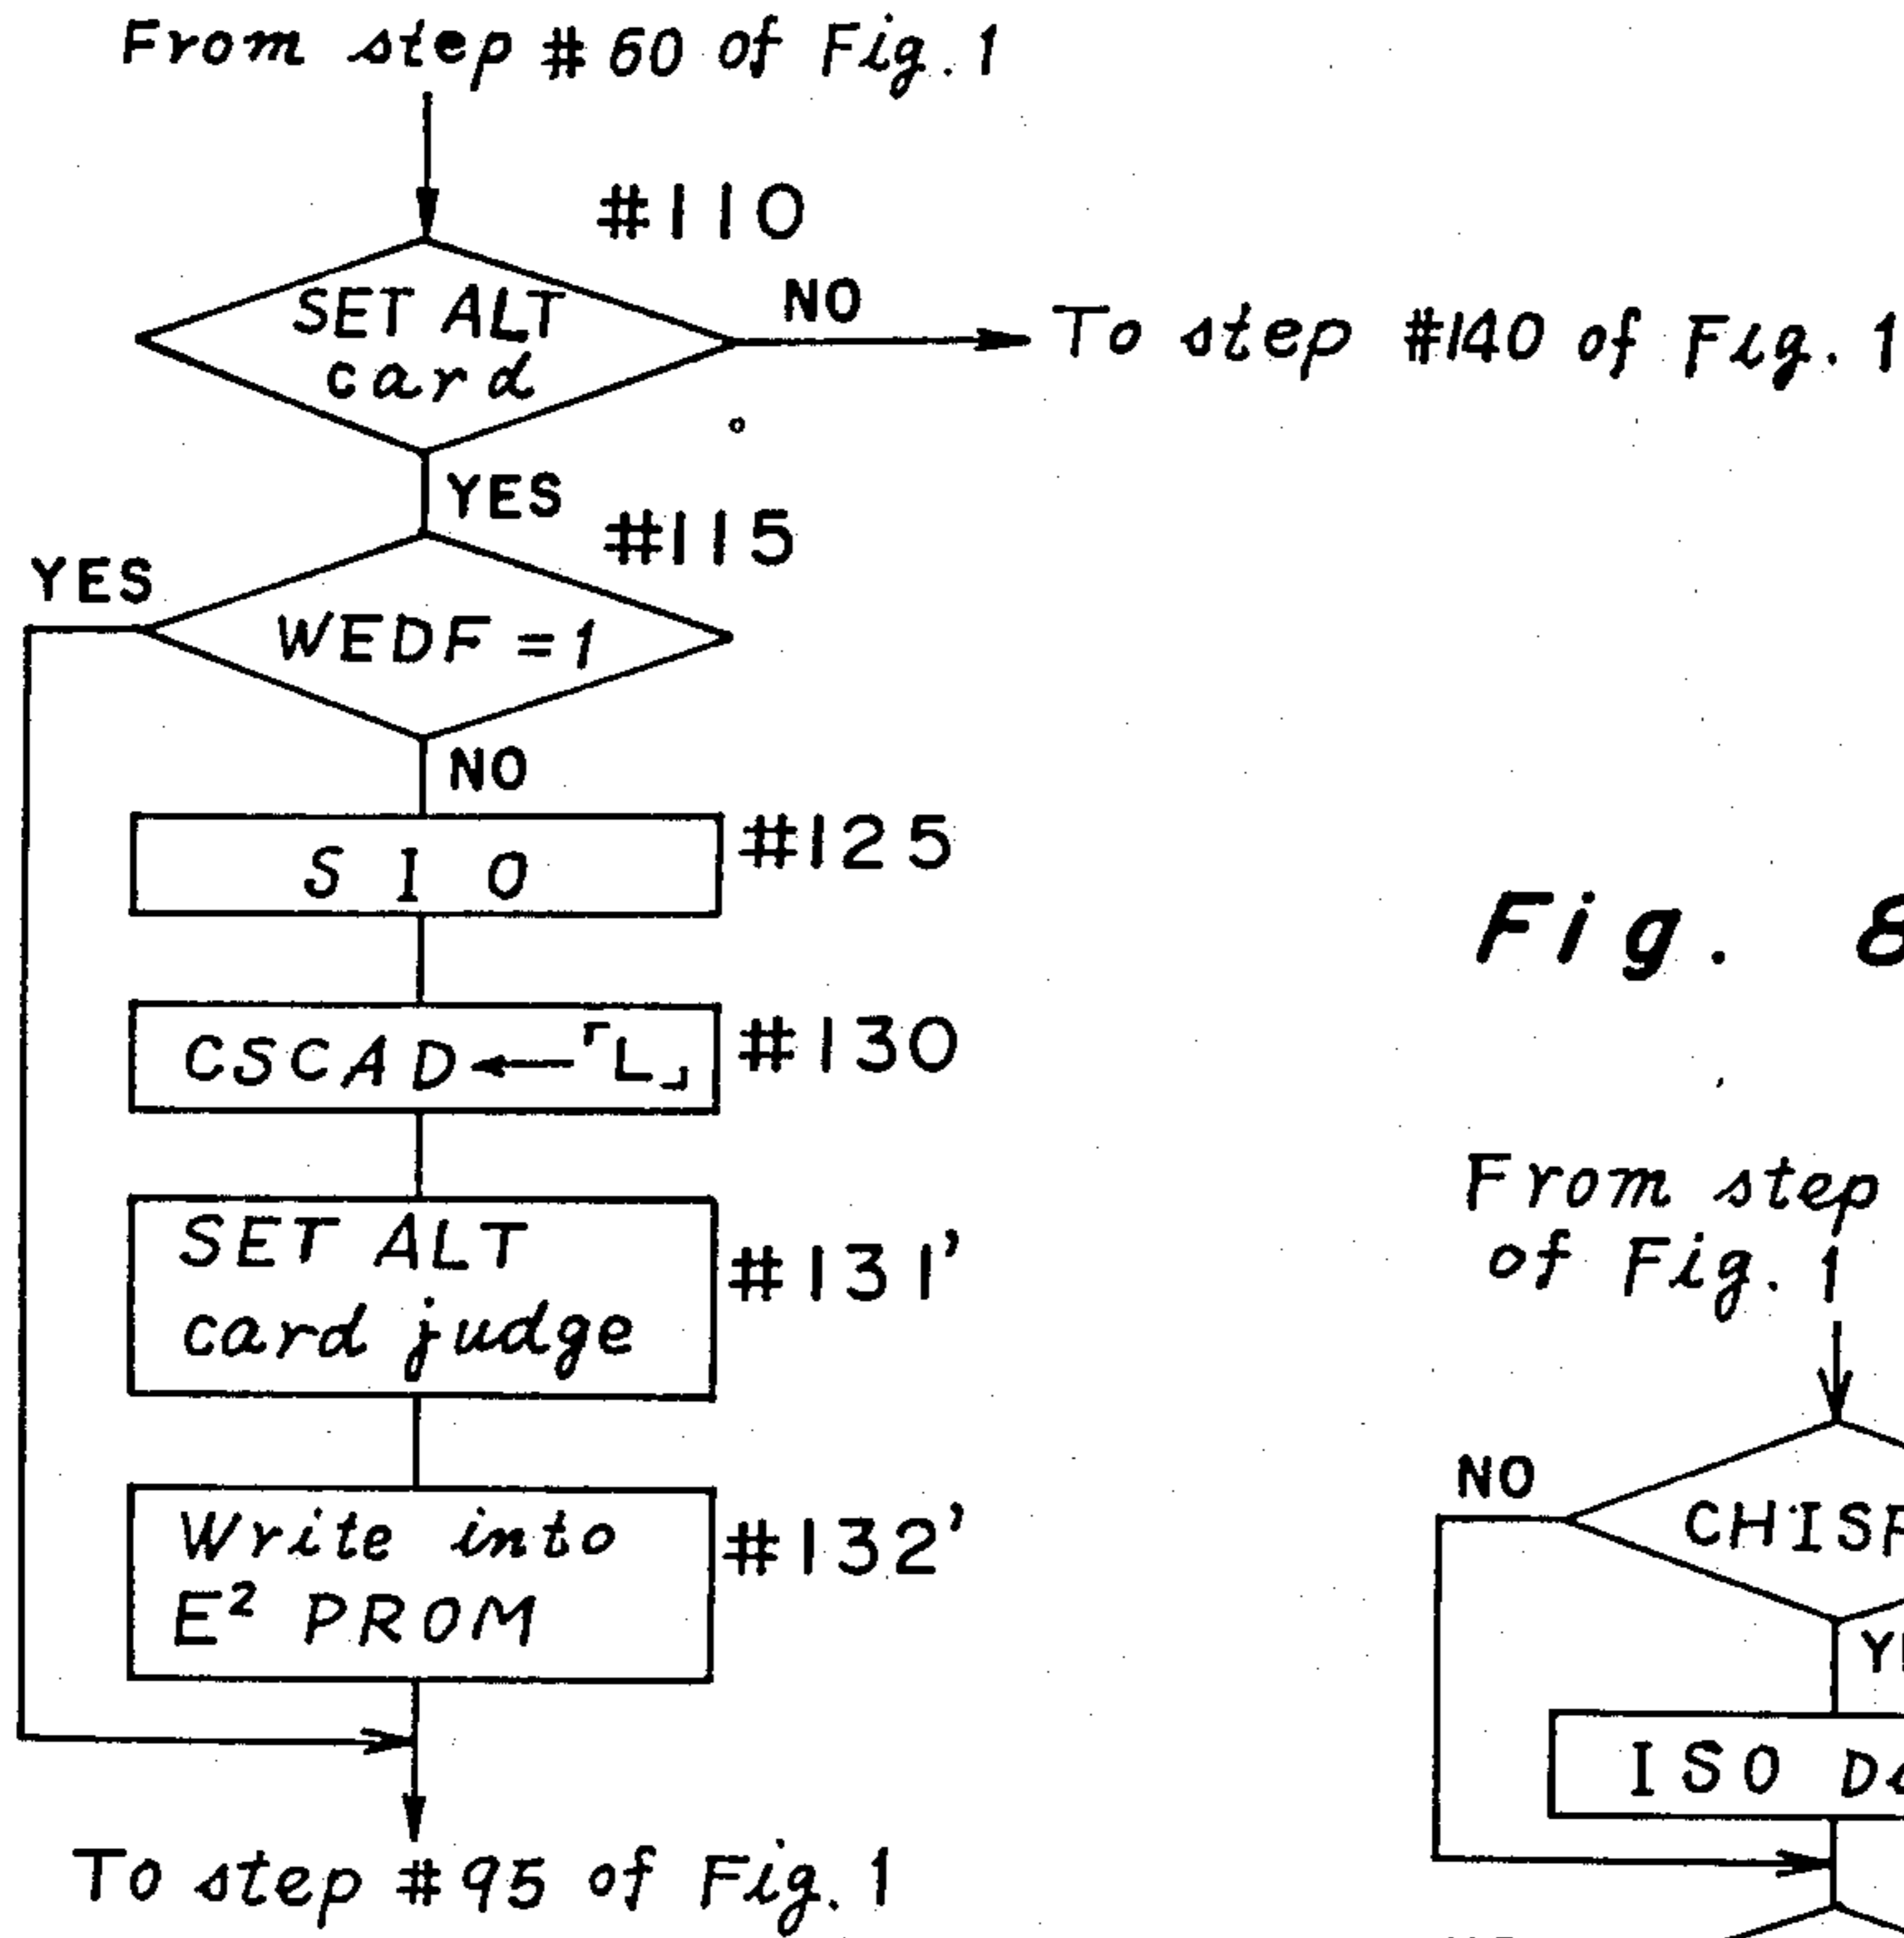 From step #60 of Fig. 1
#110
SET ALT
card
NO
To step #140 of Fig. 1
YES
#115
YES
WEDF = 1
NO
S I O
#125
CSCAD ← 「L」
#130
SET ALT
card judge
#131'
Write into
E² PROM
#132'
To step #95 of Fig. 1
Fig. 8
From step
of Fig. 1
NO
ISO